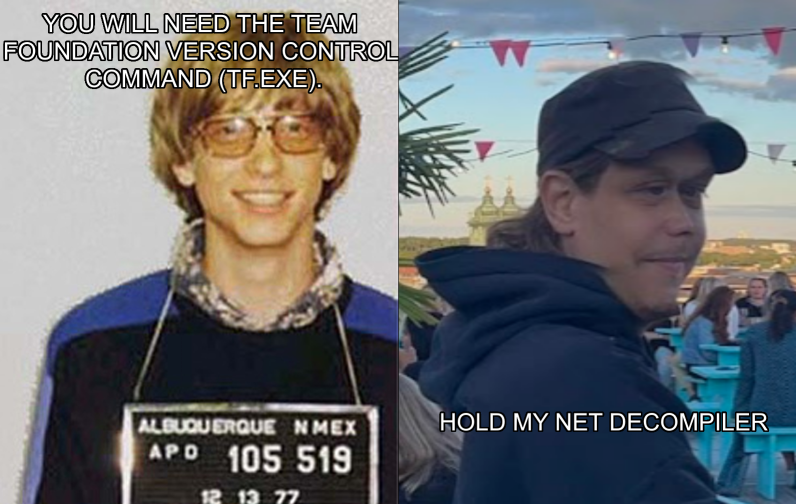 YOU WILL NEED THE TEAM
FOUNDATION VERSION CONTROL
COMMAND (TF.EXE).
ALBUQUERQUE NMEX
APD 105 519
12 13 77
HOLD MY NET DECOMPILER